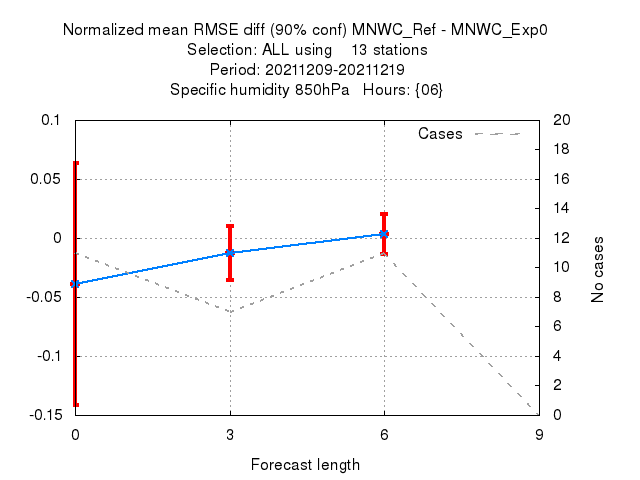 Normalized mean RMSE diff (90% conf) MNWC_Ref - MNWC_Exp0
Selection: ALL using    13 stations
Period: 20211209-20211219
Specific humidity 850hPa   Hours: {06}
Cases
0.1
0.05
0
-0.05
-0.1
-0.15
20
18
16
14
12
10
8
6
4
2
0
No cases
0 3 6 9
Forecast length